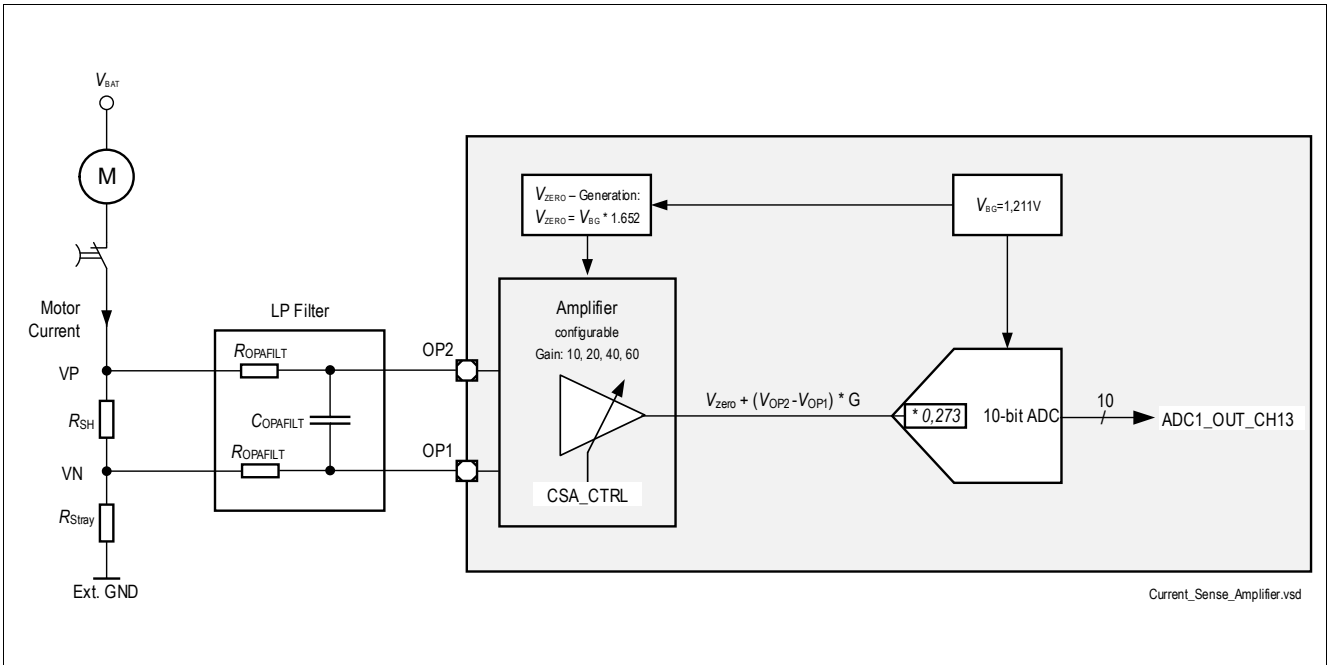 VBAT
M
Motor
Current
VP
RSH
VN
RStray
Ext. GND
LP Filter
ROPAFILT
COPAFILT
ROPAFILT
OP2
OP1
VZERO – Generation:
VZERO = VBG * 1.652
VBG=1,211V
Amplifier
configurable
Gain: 10, 20, 40, 60
CSA_CTRL
Vzero + (VOP2-VOP1) * G
* 0,273
10-bit ADC
10
ADC1_OUT_CH13
Current_Sense_Amplifier.vsd